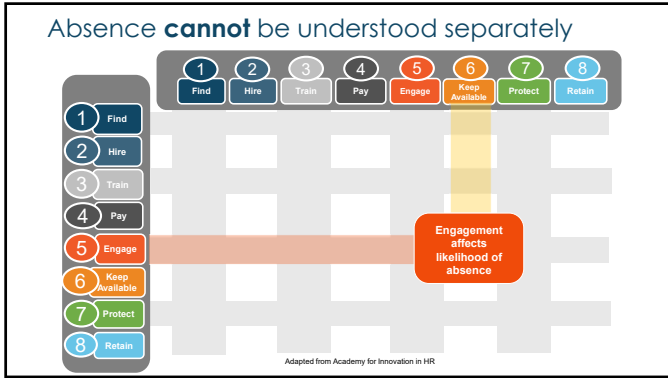 Absence cannot be understood separately
1 2 3 4 5 6 7 8
Find Hire Train Pay Engage Keep Available Protect Retain
1 Find
2 Hire
3 Train
4 Pay
5 Engage
6 Keep
Available
7 Protect
8 Retain
Engagement
affects
likelihood of
absence
Adapted from Academy for Innovation in HR